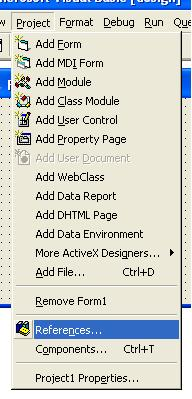 Microsoft Visual Basic [design]
Project Format Debug Run
Add Form
Add MDI Form
Add Module
Add Class Module
Add User Control
Add Property Page
Add User Document
Add WebClass
Add Data Report
Add DHTML Page
Add Data Environment
More ActiveX Designers...
Add File... Ctrl+D
Remove Form1
References...
Components... Ctrl+T
Project1 Properties...